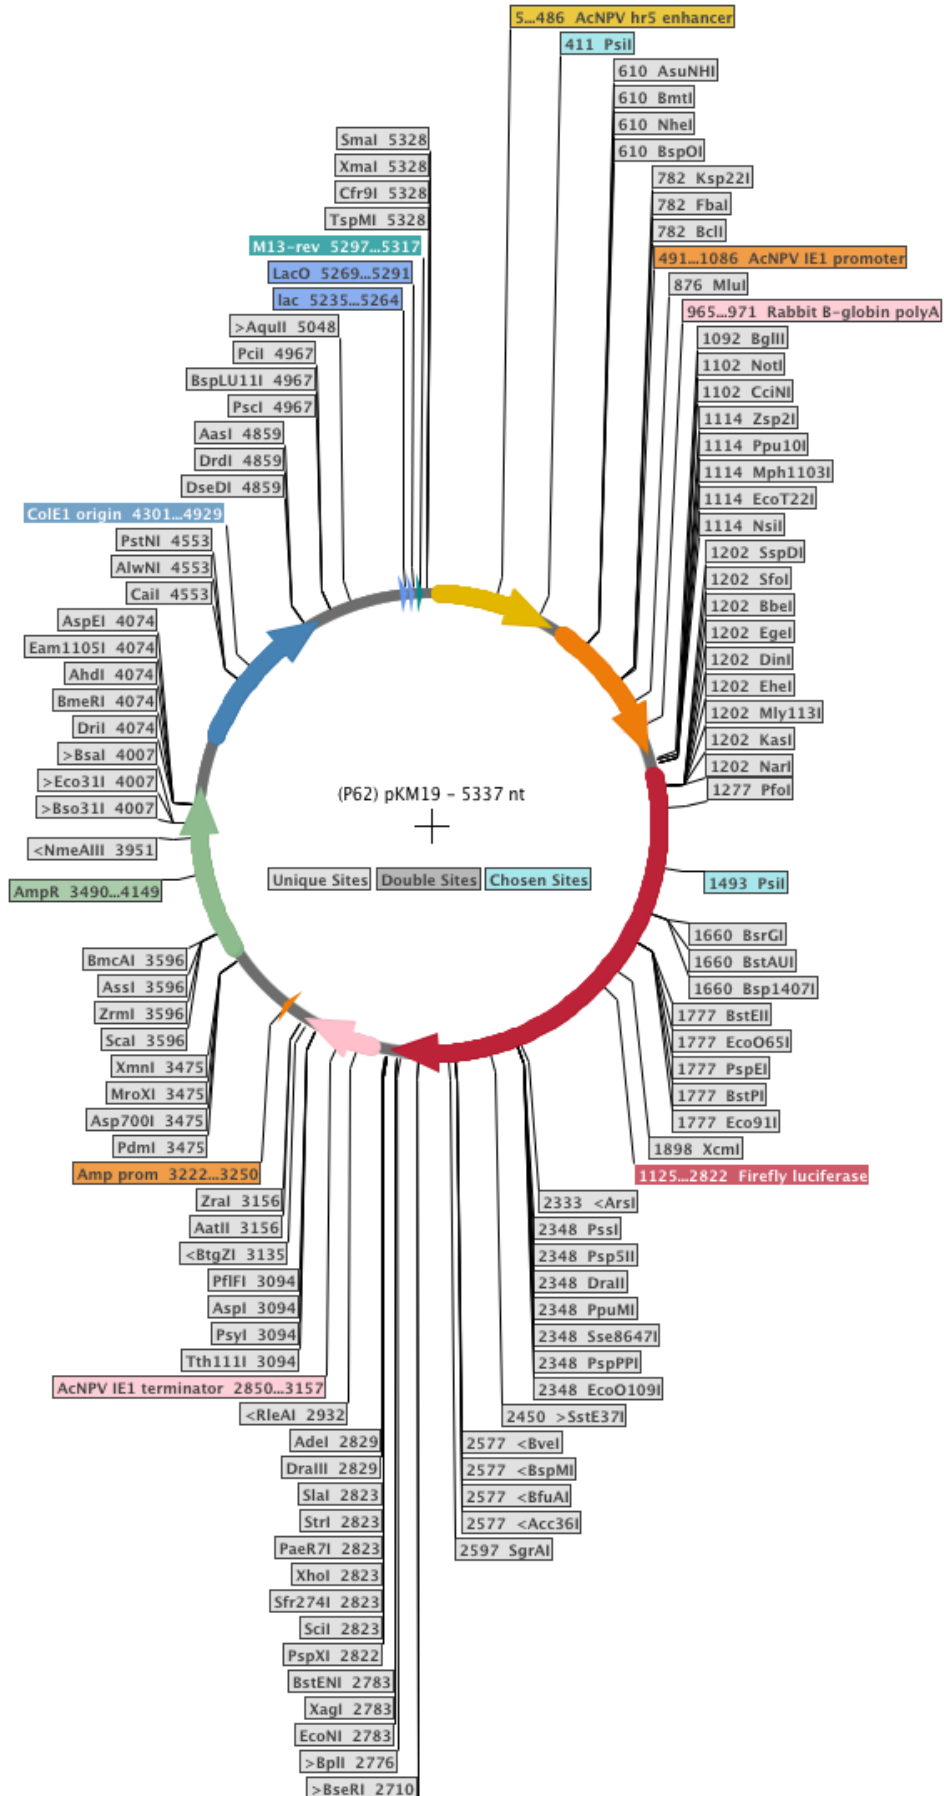 5...486 AcNPV hr5 enhancer
411 PsiI
610 AsuNHI
610 BmtI
610 NheI
610 BspOI
782 Ksp22I
782 FbaI
782 BclI
491...1086 AcNPV IE1 promoter
876 MluI
965...971 Rabbit B-globin polyA
1092 BglII
1102 NotI
1102 CciNI
1114 Zsp2I
1114 Ppu10I
1114 Mph1103I
1114 EcoT22I
1114 NsiI
1202 SspDI
1202 SfoI
1202 BbeI
1202 EgeI
1202 DinI
1202 EheI
1202 Mly113I
1202 KasI
1202 NarI
1277 PfoI
1493 PsiI
1660 BsrGI
1660 BstAUI
1660 Bsp1407I
1777 BstEII
1777 EcoO65I
1777 PspEI
1777 BstPI
1777 Eco91I
1898 XcmI
1125...2822 Firefly luciferase
2333 <ArsI
2348 PssI
2348 Psp5II
2348 DraII
2348 PpuMI
2348 Sse8647I
2348 PspPPI
2348 EcoO109I
2450 >SstE37I
2577 <BveI
2577 <BspMI
2577 <BfuAI
2577 <Acc36I
2597 SgrAI
SmaI 5328
XmaI 5328
Cfr9I 5328
TspMI 5328
M13-rev 5297...5317
LacO 5269...5291
lac 5235...5264
>AquII 5048
PciI 4967
BspLU11I 4967
PscI 4967
AasI 4859
DrdI 4859
DseDI 4859
ColE1 origin 4301...4929
PstNI 4553
AlwNI 4553
CaiI 4553
AspEI 4074
Eam1105I 4074
AhdI 4074
BmeRI 4074
DriI 4074
>BsaI 4007
>Eco31I 4007
>Bso31I 4007
<NmeAIII 3951
AmpR 3490...4149
BmcAI 3596
AssI 3596
ZrmI 3596
ScaI 3596
XmnI 3475
MroXI 3475
Asp700I 3475
PdmI 3475
Amp prom 3222...3250
ZraI 3156
AatII 3156
<BtgZI 3135
PflFI 3094
AspI 3094
PsyI 3094
Tth111I 3094
AcNPV IE1 terminator 2850...3157
<RleAI 2932
AdeI 2829
DraIII 2829
SlaI 2823
StrI 2823
PaeR7I 2823
XhoI 2823
Sfr274I 2823
SciI 2823
PspXI 2822
BstENI 2783
XagI 2783
EcoNI 2783
>BplI 2776
>BseRI 2710
(P62) pKM19 - 5337 nt
Unique Sites Double Sites Chosen Sites